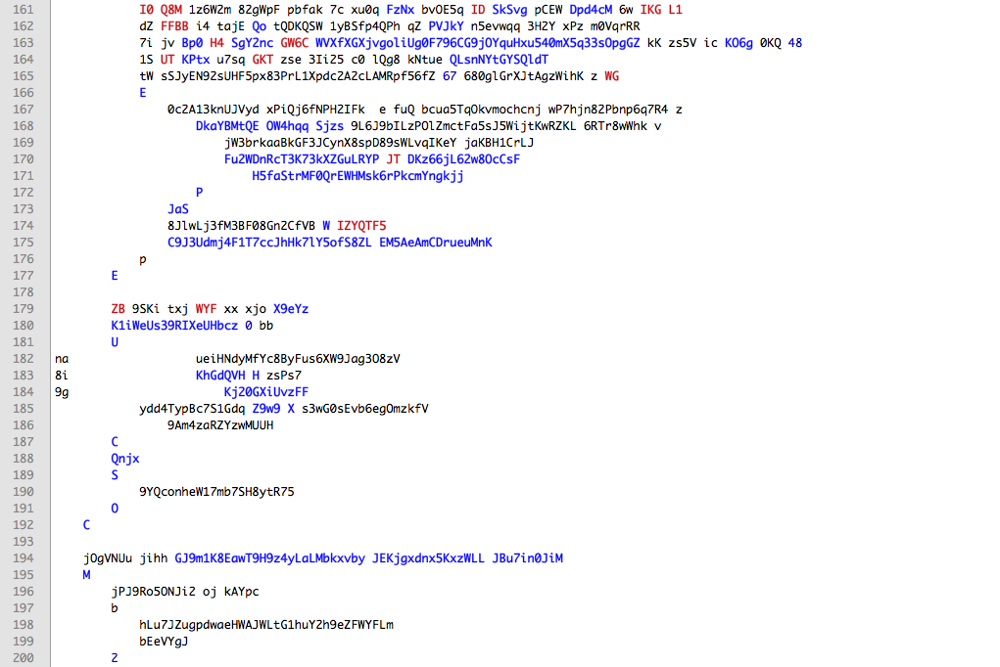 161 I0 Q8M 1z6W2m 82gWpF pbfak 7c xu0q FzNx bvOE5q ID SkSvg pCEW Dpd4cM 6w IKG L1
162 dZ FFBB i4 tajE Qo tQDKQSW 1yBSfp4QPh qZ PVJkY n5evwqq 3H2Y xPz m0VqrRR
163 7i jv Bp0 H4 SgY2nc GW6C WVXfXGXjvgoliUg0F796CG9jOYquHxu540mX5q33sOpgGZ kK zs5V ic KO6g 0KQ 48
164 1S UT KPtx u7sq GKT zse 3Ii25 c0 lQg8 kNtue QLsnNYtGYSQldT
165 tW sSJyEN92sUHF5px83PrL1Xpdc2A2cLAMRpf56fZ 67 680glGrXJtAgzWihK z WG
166 E
167 0c2A13knUJVyd xPiQj6fNPH2IFk e fuQ bcua5TqOkvmochcnj wP7hjn82Pbnp6q7R4 z
168 DkaYBMtQE OW4hqq Sjzs 9L6J9bILzPOlZmctFa5sJ5WijtKwRZKL 6RTr8wWhk v
169 jW3brkaaBkGF3JCynX8spD89sWLvqIKeY jaKBH1CrLJ
170 Fu2WDnRcT3K73kXZGuLRYP JT DKz66jL62w8OcCsF
171 H5faStrMF0QrEWHMsk6rPkcmYngkjj
172 P
173 JaS
174 8JlwLj3fM3BF08Gn2CfVB W IZYQTF5
175 C9J3Udmj4F1T7ccJhHk7lY5ofS8ZL EM5AeAmCDrueuMnK
176 p
177 E
178
179 ZB 9SKi txj WYF xx xjo X9eYz
180 K1iWeUs39RIXeUHbcz 0 bb
181 U
182 na ueiHNdyMfYc8ByFus6XW9Jag3O8zV
183 8i KhGdQVH H zsPs7
184 9g Kj20GXiUvzFF
185 ydd4TypBc7S1Gdq Z9w9 X s3wG0sEvb6egOmzkfV
186 9Am4zaRZYzwMUUH
187 C
188 Qnjx
189 S
190 9YQconheW17mb7SH8ytR75
191 O
192 C
193
194 jOgVNUu jihh GJ9m1K8EawT9H9z4yLaLMbkxvby JEKjgxdnx5KxzWLL JBu7in0JiM
195 M
196 jPJ9Ro5ONJi2 oj kAYpc
197 b
198 hLu7JZugpdwaeHWAJWLtG1huY2h9eZFWYFLm
199 bEeVYgJ
200 2